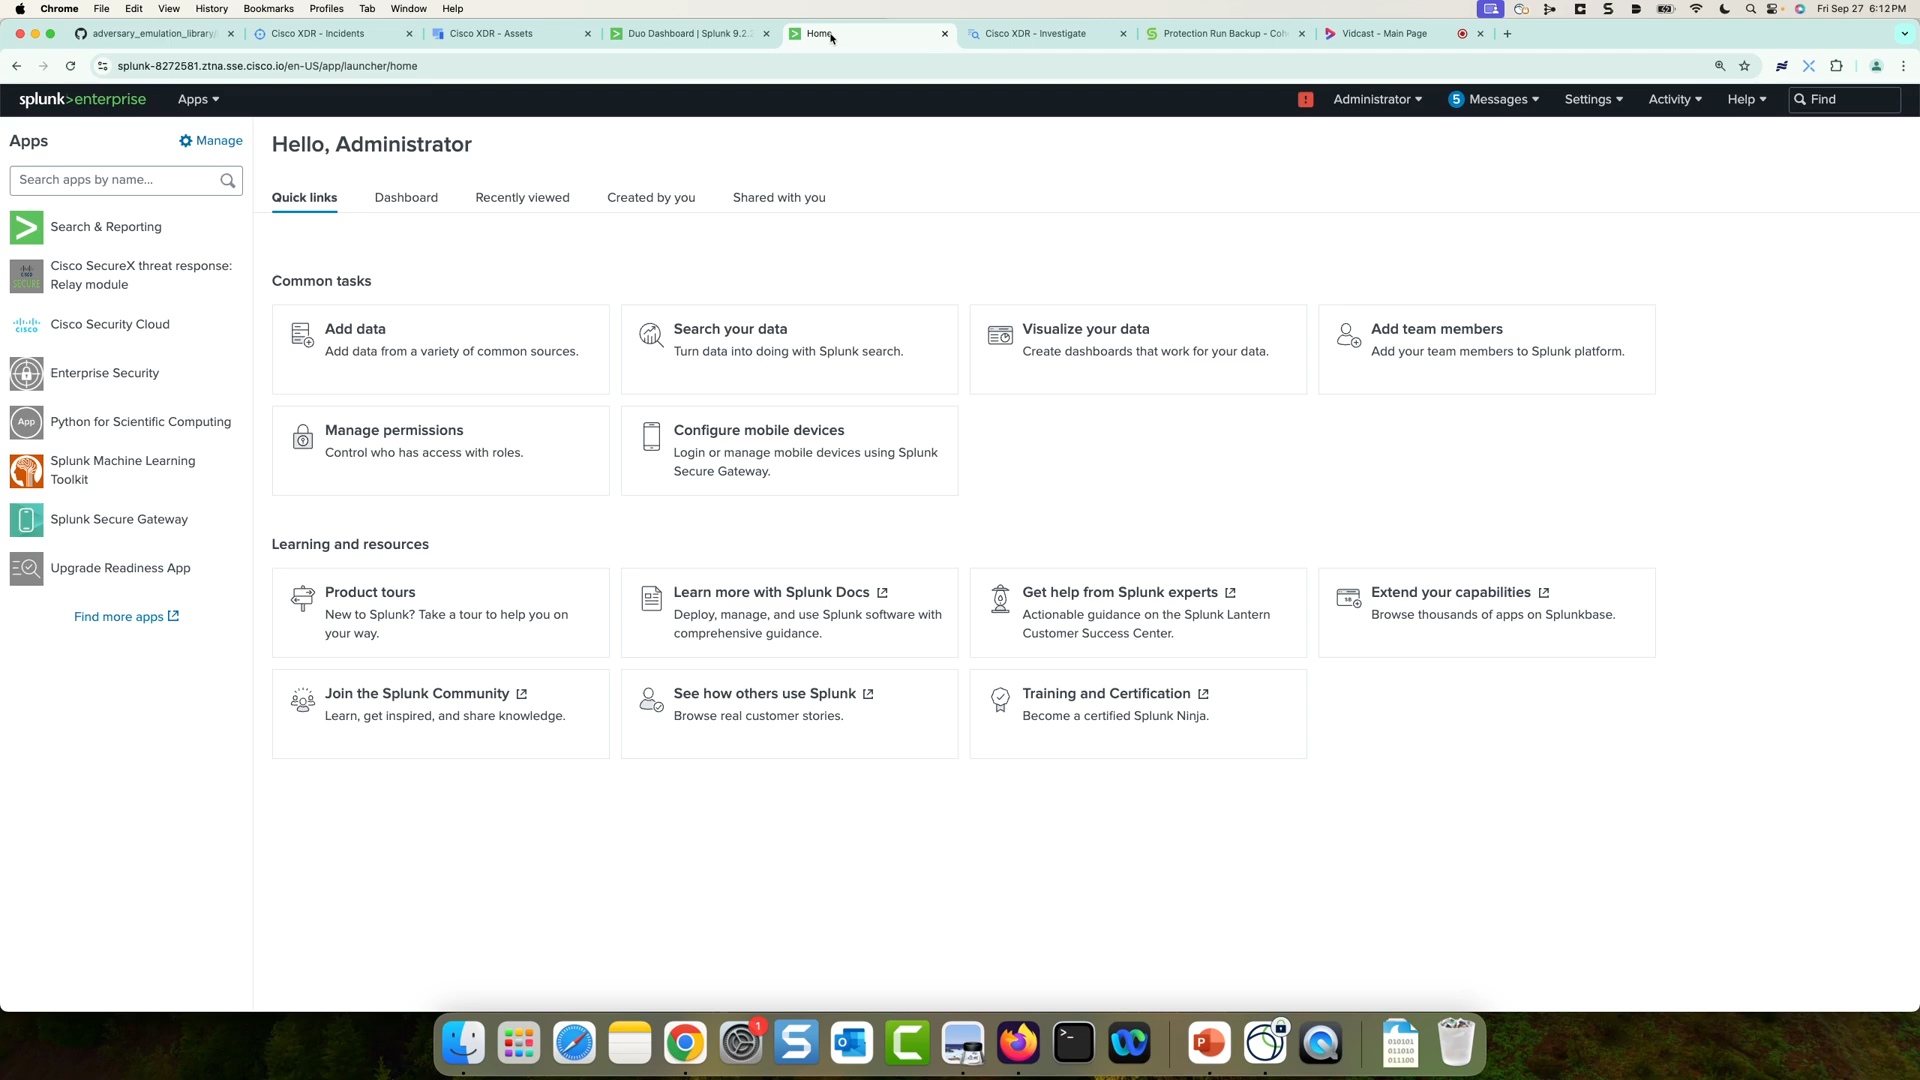 Chrome File Edit View History Bookmarks Profiles Tab Window Help Fri Sep 27 6:12 PM
adversary_emulation_library/ Cisco XDR - Incidents Cisco XDR - Assets Duo Dashboard | Splunk 9.2.2 Home Cisco XDR - Investigate Protection Run Backup - Coh Vidcast - Main Page
splunk-8272581.ztna.sse.cisco.io/en-US/app/launcher/home
splunk>enterprise Apps Administrator 5 Messages Settings Activity Help Find
Apps Manage
Search apps by name...
Search & Reporting
Cisco SecureX threat response:
Relay module
Cisco Security Cloud
Enterprise Security
App Python for Scientific Computing
Splunk Machine Learning
Toolkit
Splunk Secure Gateway
Upgrade Readiness App
Find more apps
Hello, Administrator
Quick links Dashboard Recently viewed Created by you Shared with you
Common tasks
Add data
Add data from a variety of common sources.
Search your data
Turn data into doing with Splunk search.
Visualize your data
Create dashboards that work for your data.
Add team members
Add your team members to Splunk platform.
Manage permissions
Control who has access with roles.
Configure mobile devices
Login or manage mobile devices using Splunk
Secure Gateway.
Learning and resources
Product tours
New to Splunk? Take a tour to help you on
your way.
Learn more with Splunk Docs
Deploy, manage, and use Splunk software with
comprehensive guidance.
Get help from Splunk experts
Actionable guidance on the Splunk Lantern
Customer Success Center.
Extend your capabilities
Browse thousands of apps on Splunkbase.
Join the Splunk Community
Learn, get inspired, and share knowledge.
See how others use Splunk
Browse real customer stories.
Training and Certification
Become a certified Splunk Ninja.
1
010101
011010
011100